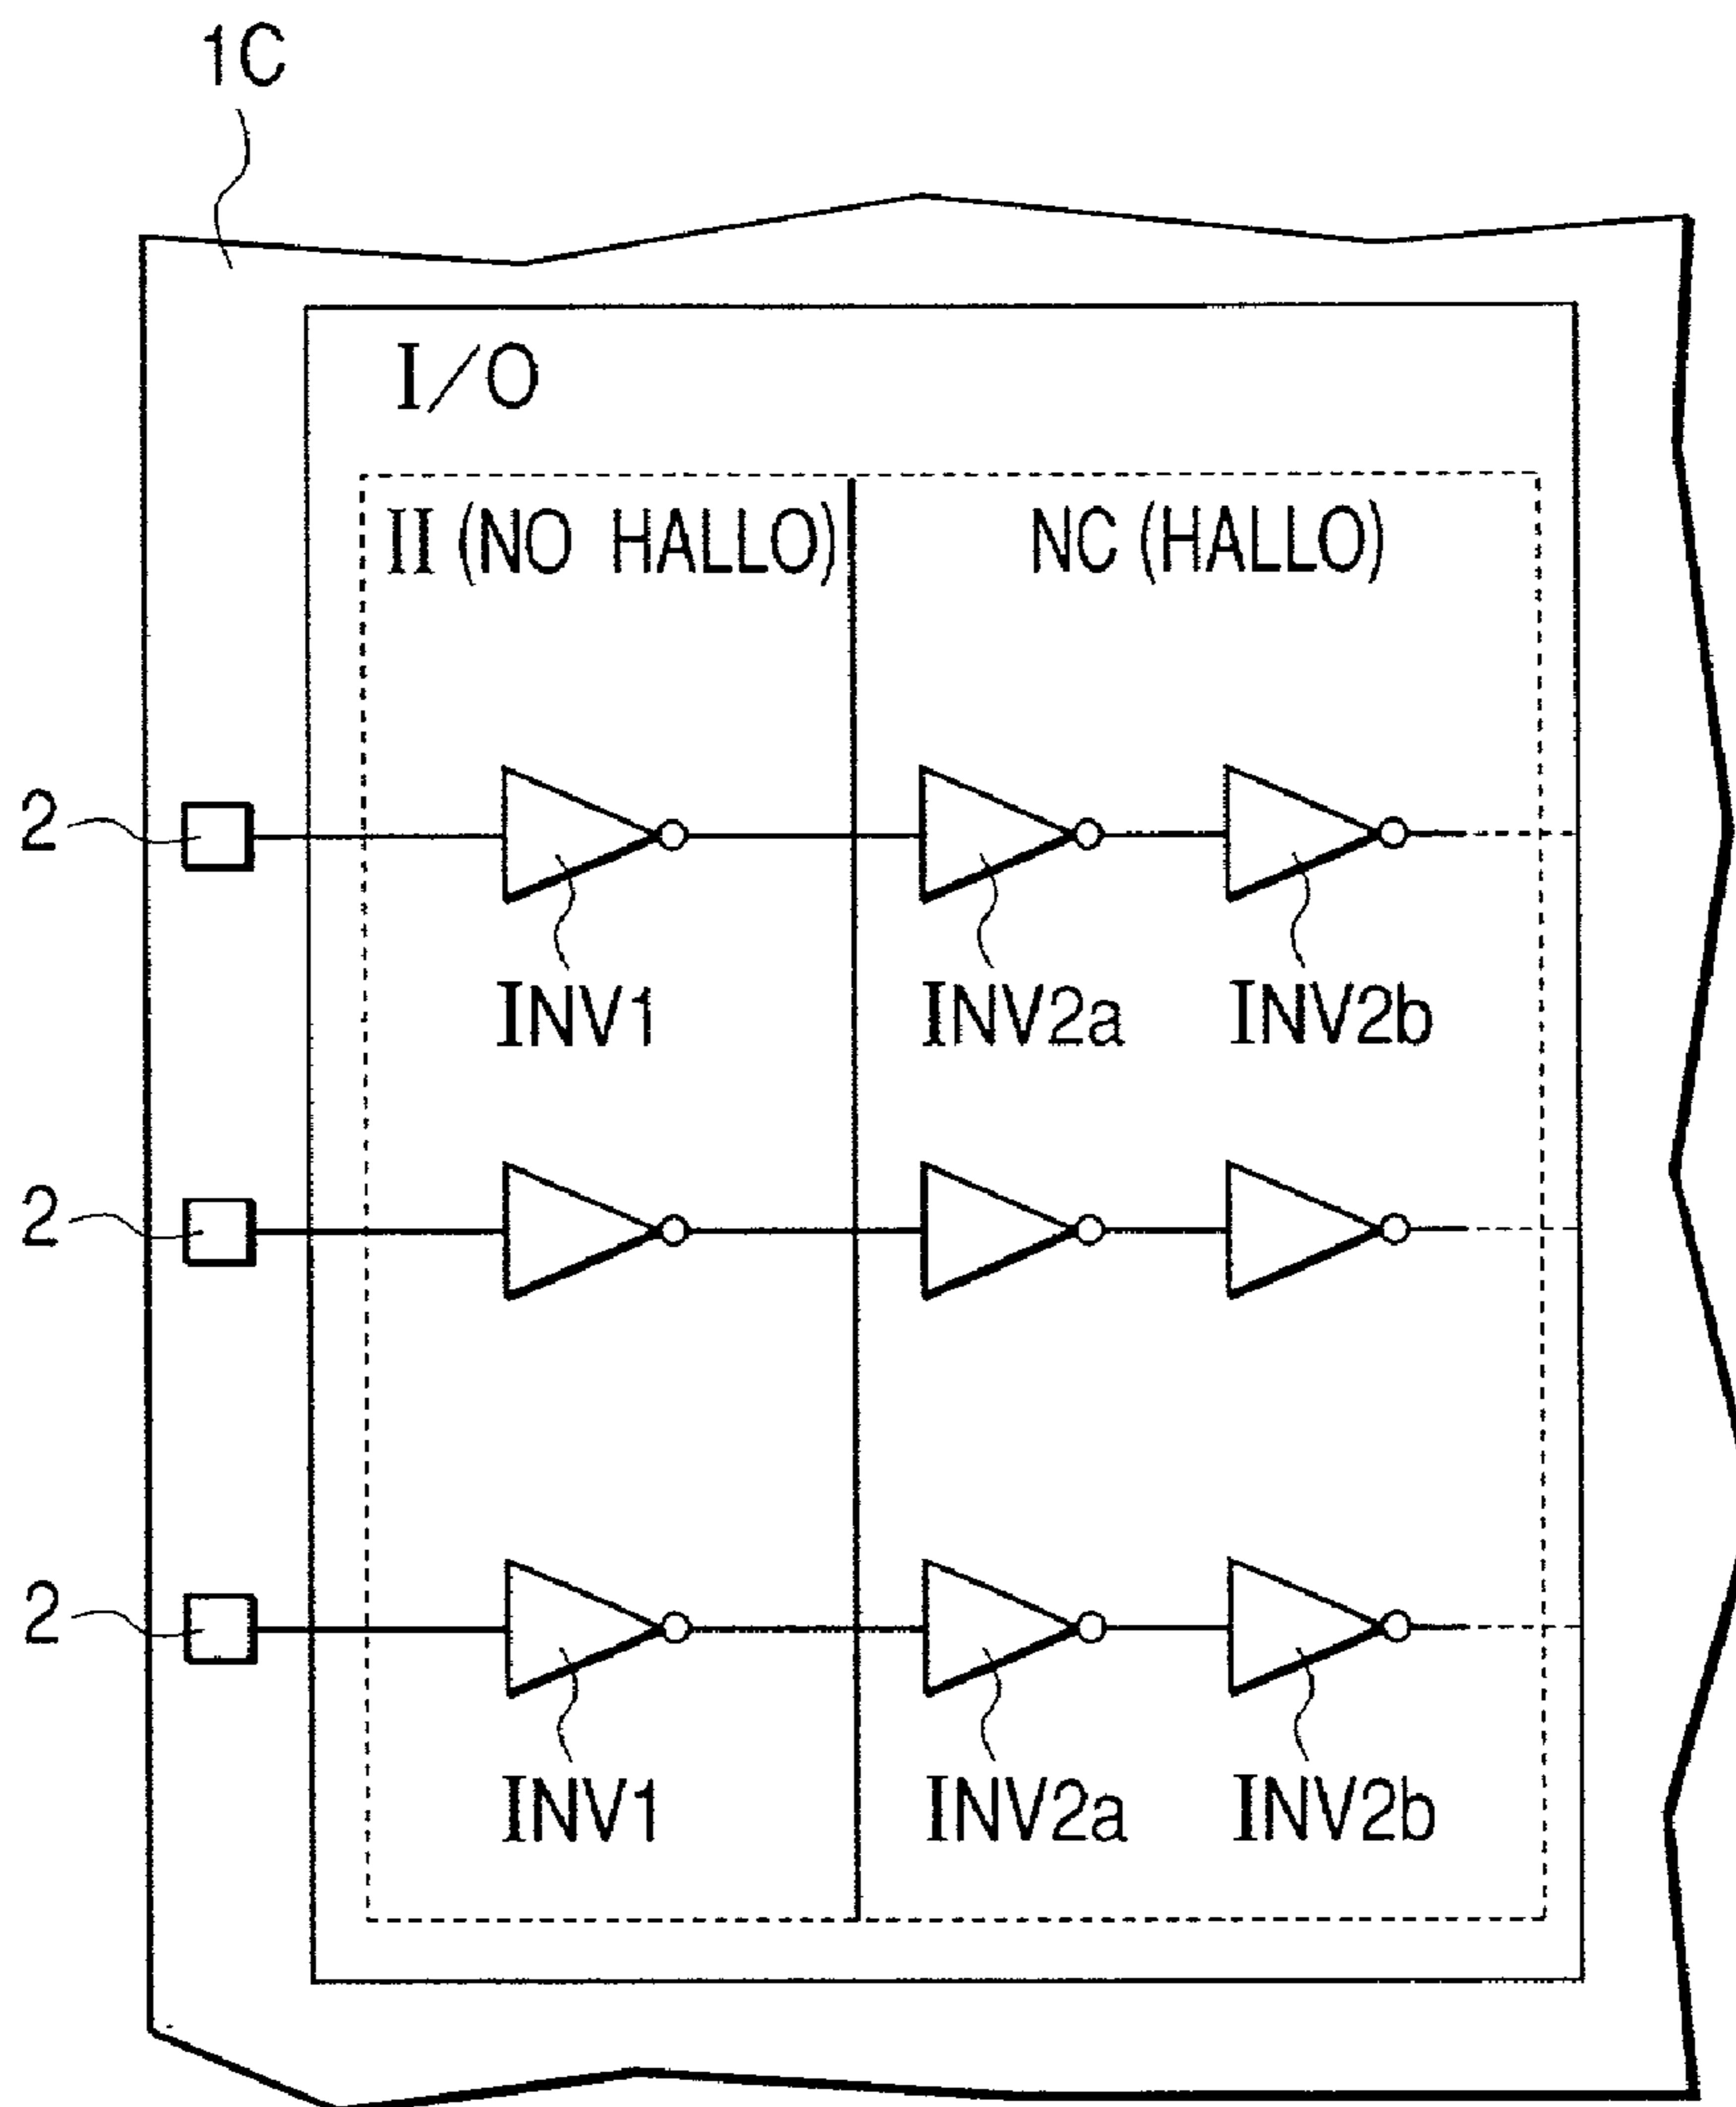 1C
I/O
II (NO HALLO) NC (HALLO)
2
INV1 INV2a INV2b
2
2
INV1 INV2a INV2b